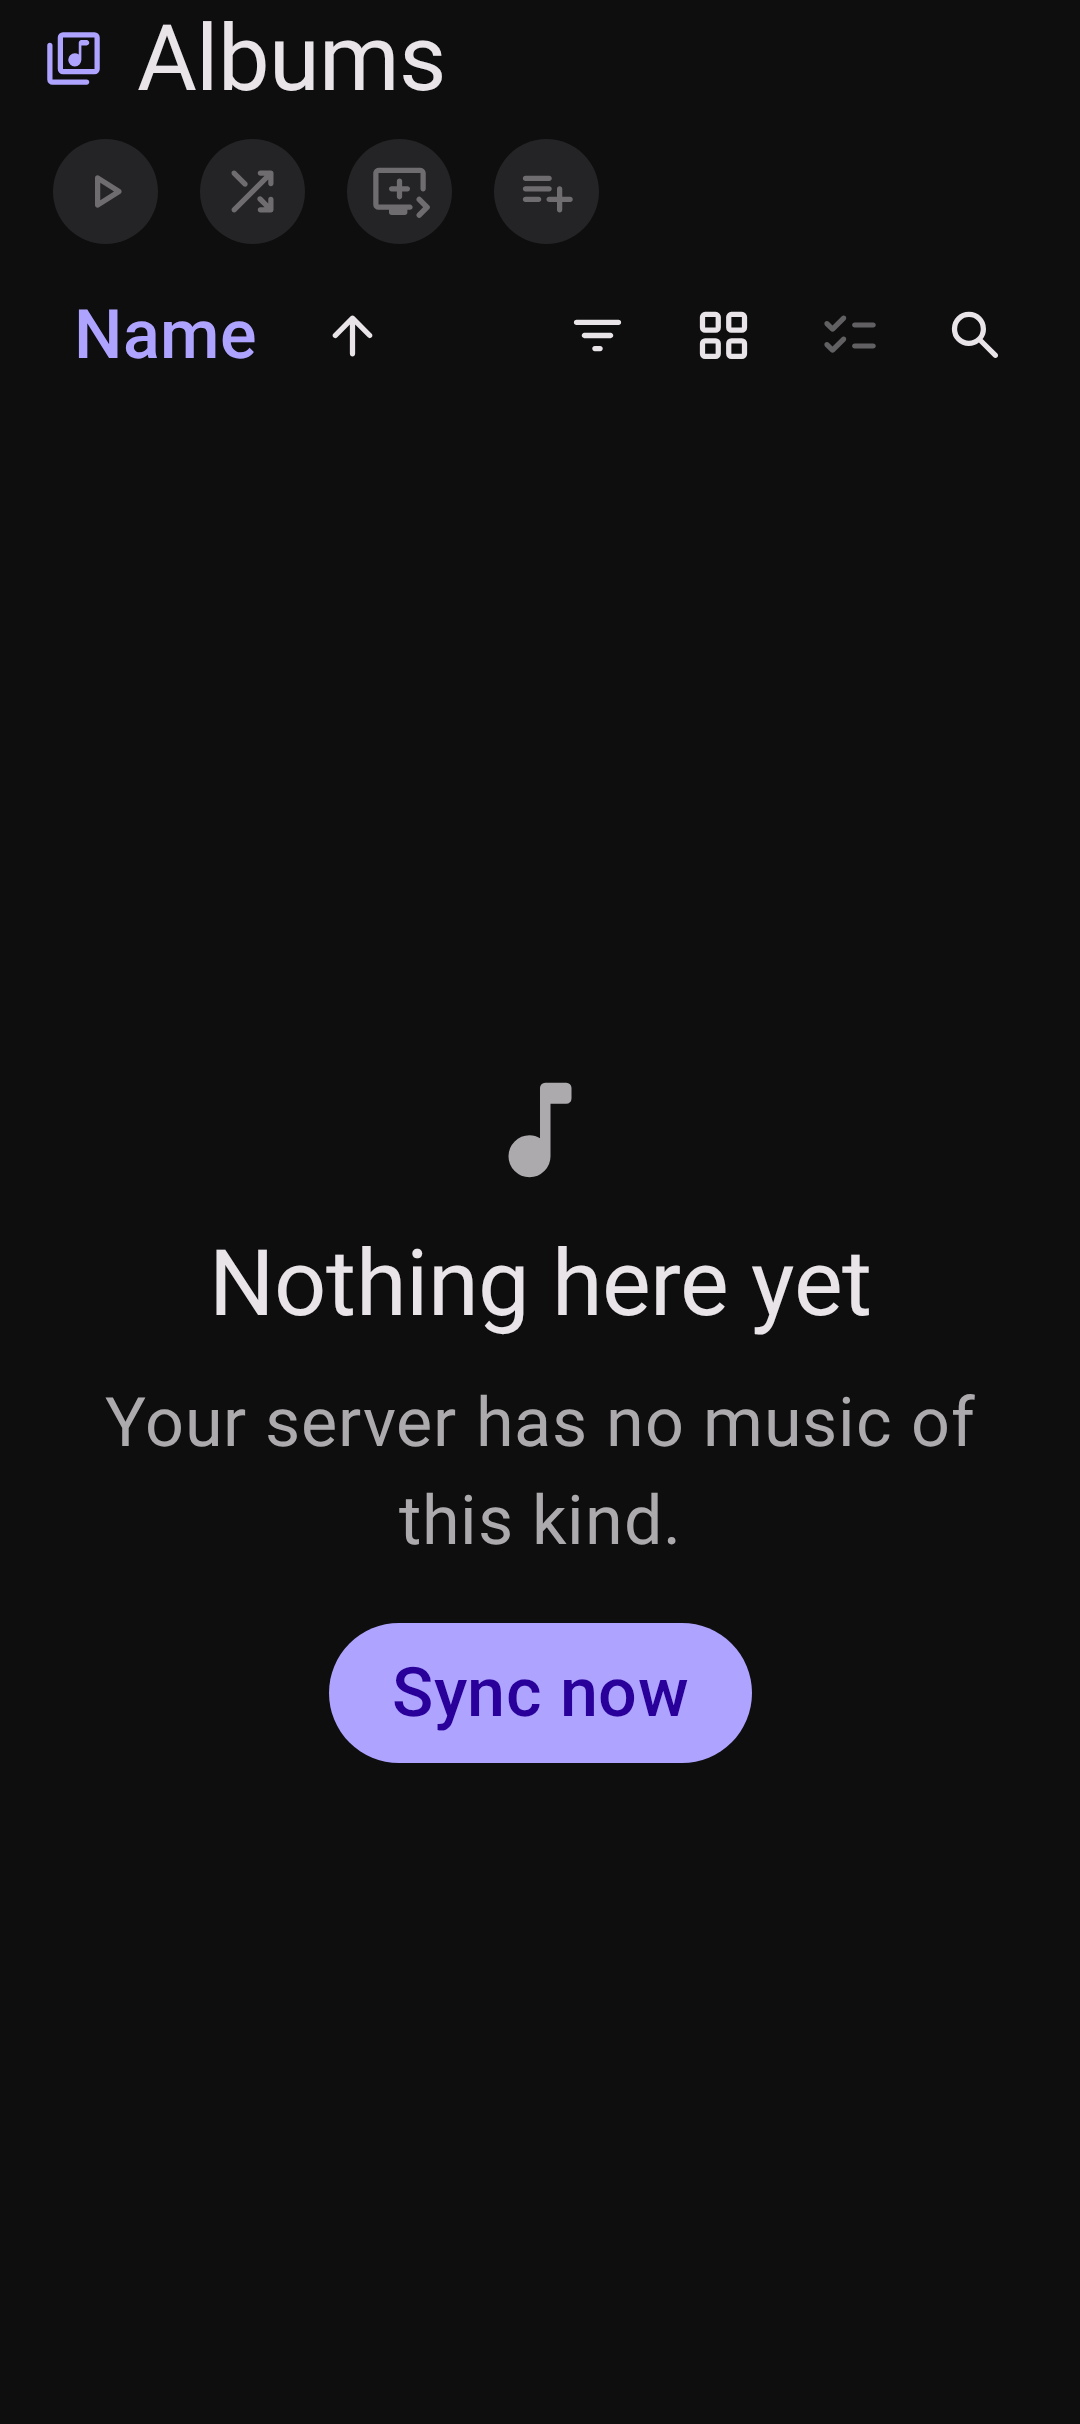 Albums
Name
Nothing here yet
Your server has no music of
this kind.
Sync now